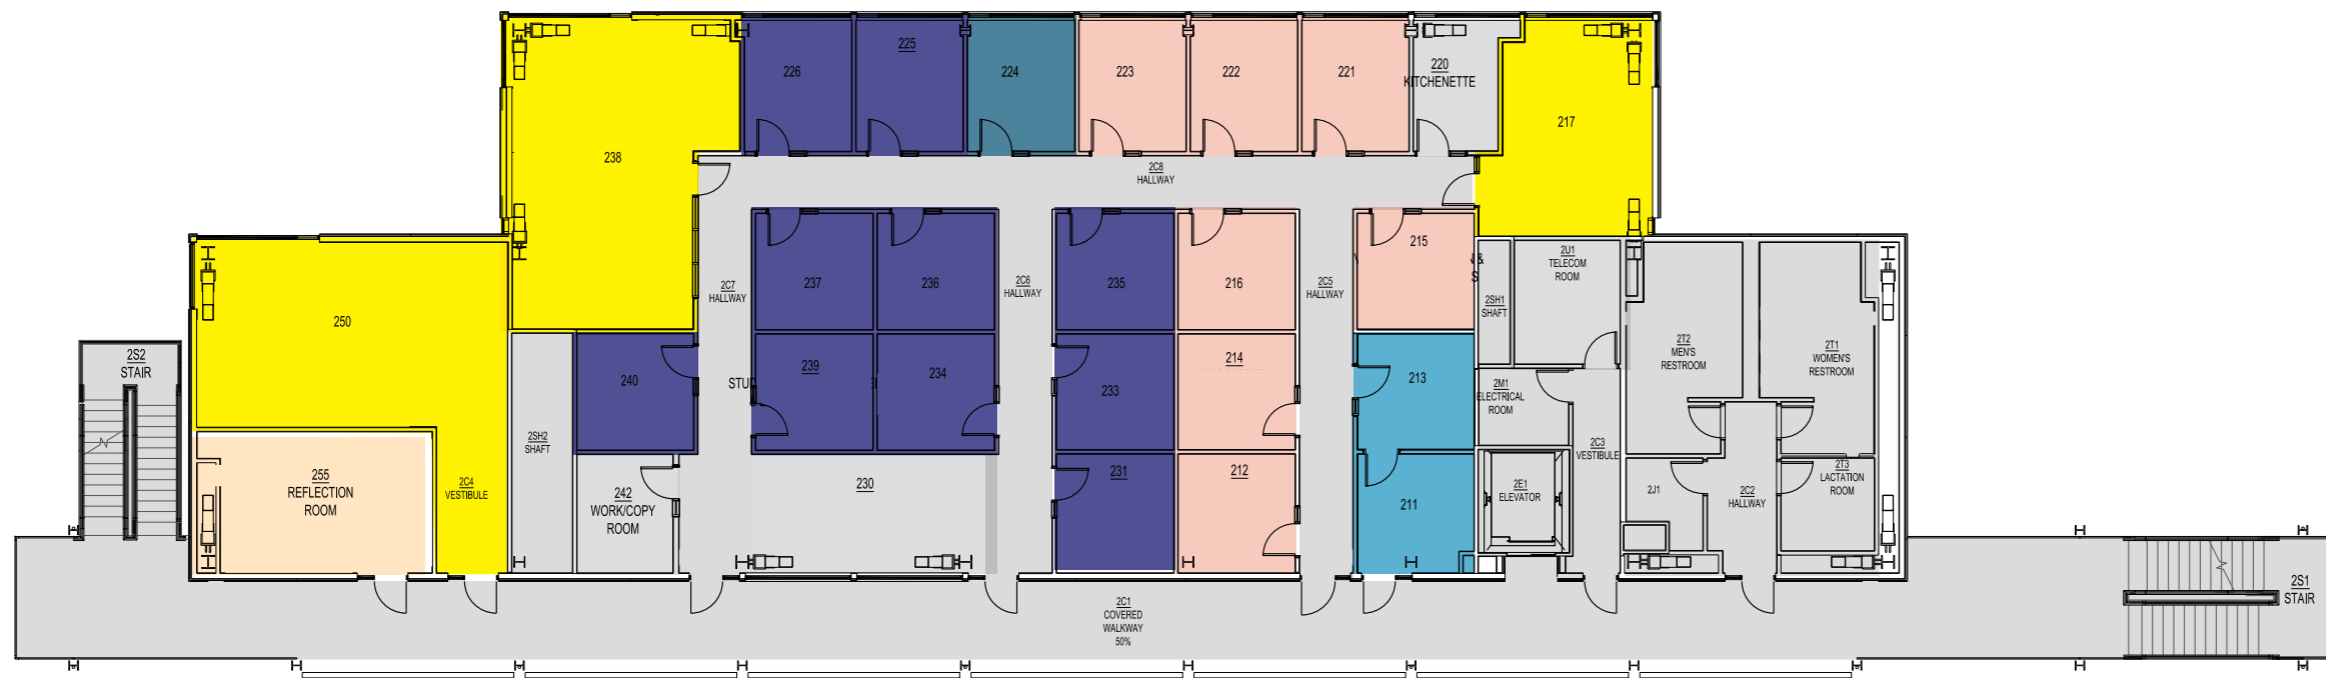 226
225
224
223
222
221
220
KITCHENETTE
217
238
2C8
HALLWAY
250
237
236
2C7
HALLWAY
2C6
HALLWAY
235
216
2C5
HALLWAY
215
2SH1
SHAFT
2U1
TELECOM
ROOM
2T2
MEN'S
RESTROOM
2T1
WOMEN'S
RESTROOM
2S2
STAIR
240
239
234
233
214
213
2M1
ELECTRICAL
ROOM
2SH2
SHAFT
2C3
VESTIBULE
255
REFLECTION
ROOM
2C4
VESTIBULE
242
WORK/COPY
ROOM
230
231
212
211
2E1
ELEVATOR
2J1
2C2
HALLWAY
2T3
LACTATION
ROOM
2C1
COVERED
WALKWAY
50%
2S1
STAIR